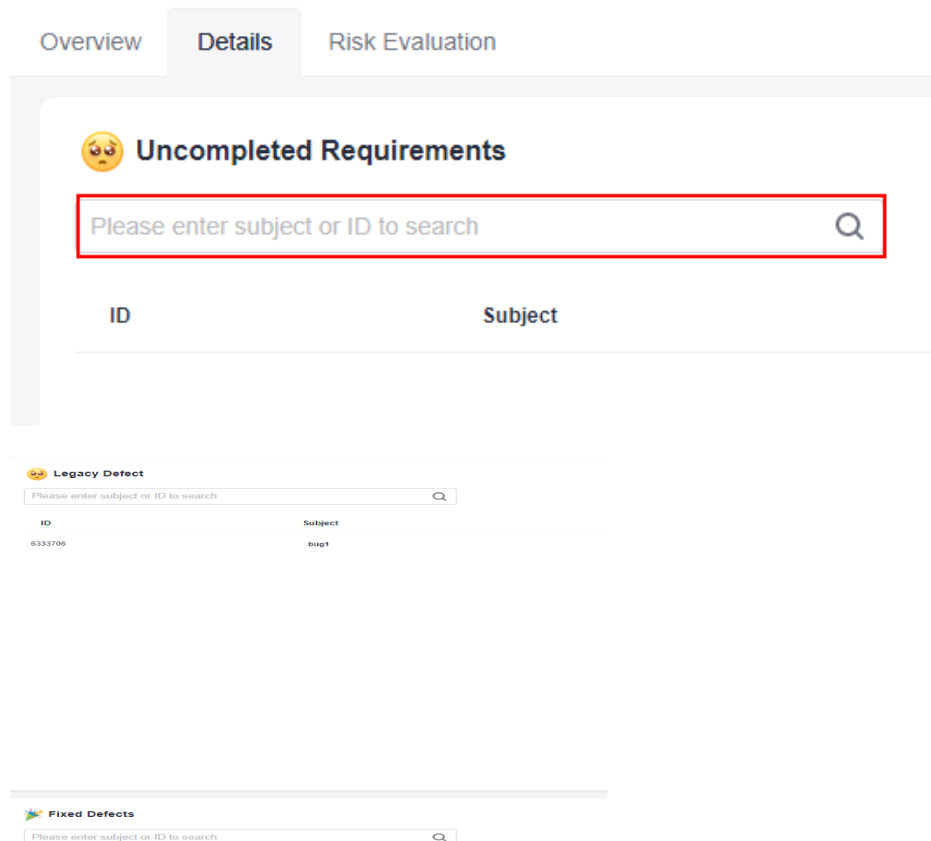 Overview Details Risk Evaluation
Uncompleted Requirements
Please enter subject or ID to search
ID Subject
Legacy Defect
Please enter subject or ID to search
ID Subject
6333706 bug1
Fixed Defects
Please enter subject or ID to search